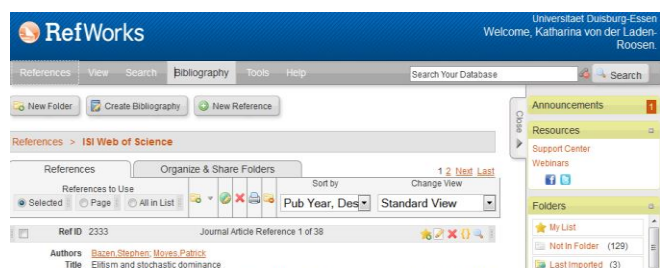 RefWorks
Universitaet Duisburg-Essen
Welcome, Katharina von der Laden-
Roosen.
References View Search Bibliography Tools Help
Search Your Database Search
New Folder Create Bibliography New Reference
Close
References > ISI Web of Science
References Organize & Share Folders 1 2 Next Last
References to Use
Selected Page All in List
Sort by
Pub Year, Des
Change View
Standard View
Ref ID 2333 Journal Article Reference 1 of 38
Authors Bazen,Stephen; Moyes,Patrick
Title Elitism and stochastic dominance
Announcements 1
Resources
Support Center
Webinars
Folders
My List
Not In Folder (129)
Last Imported (3)